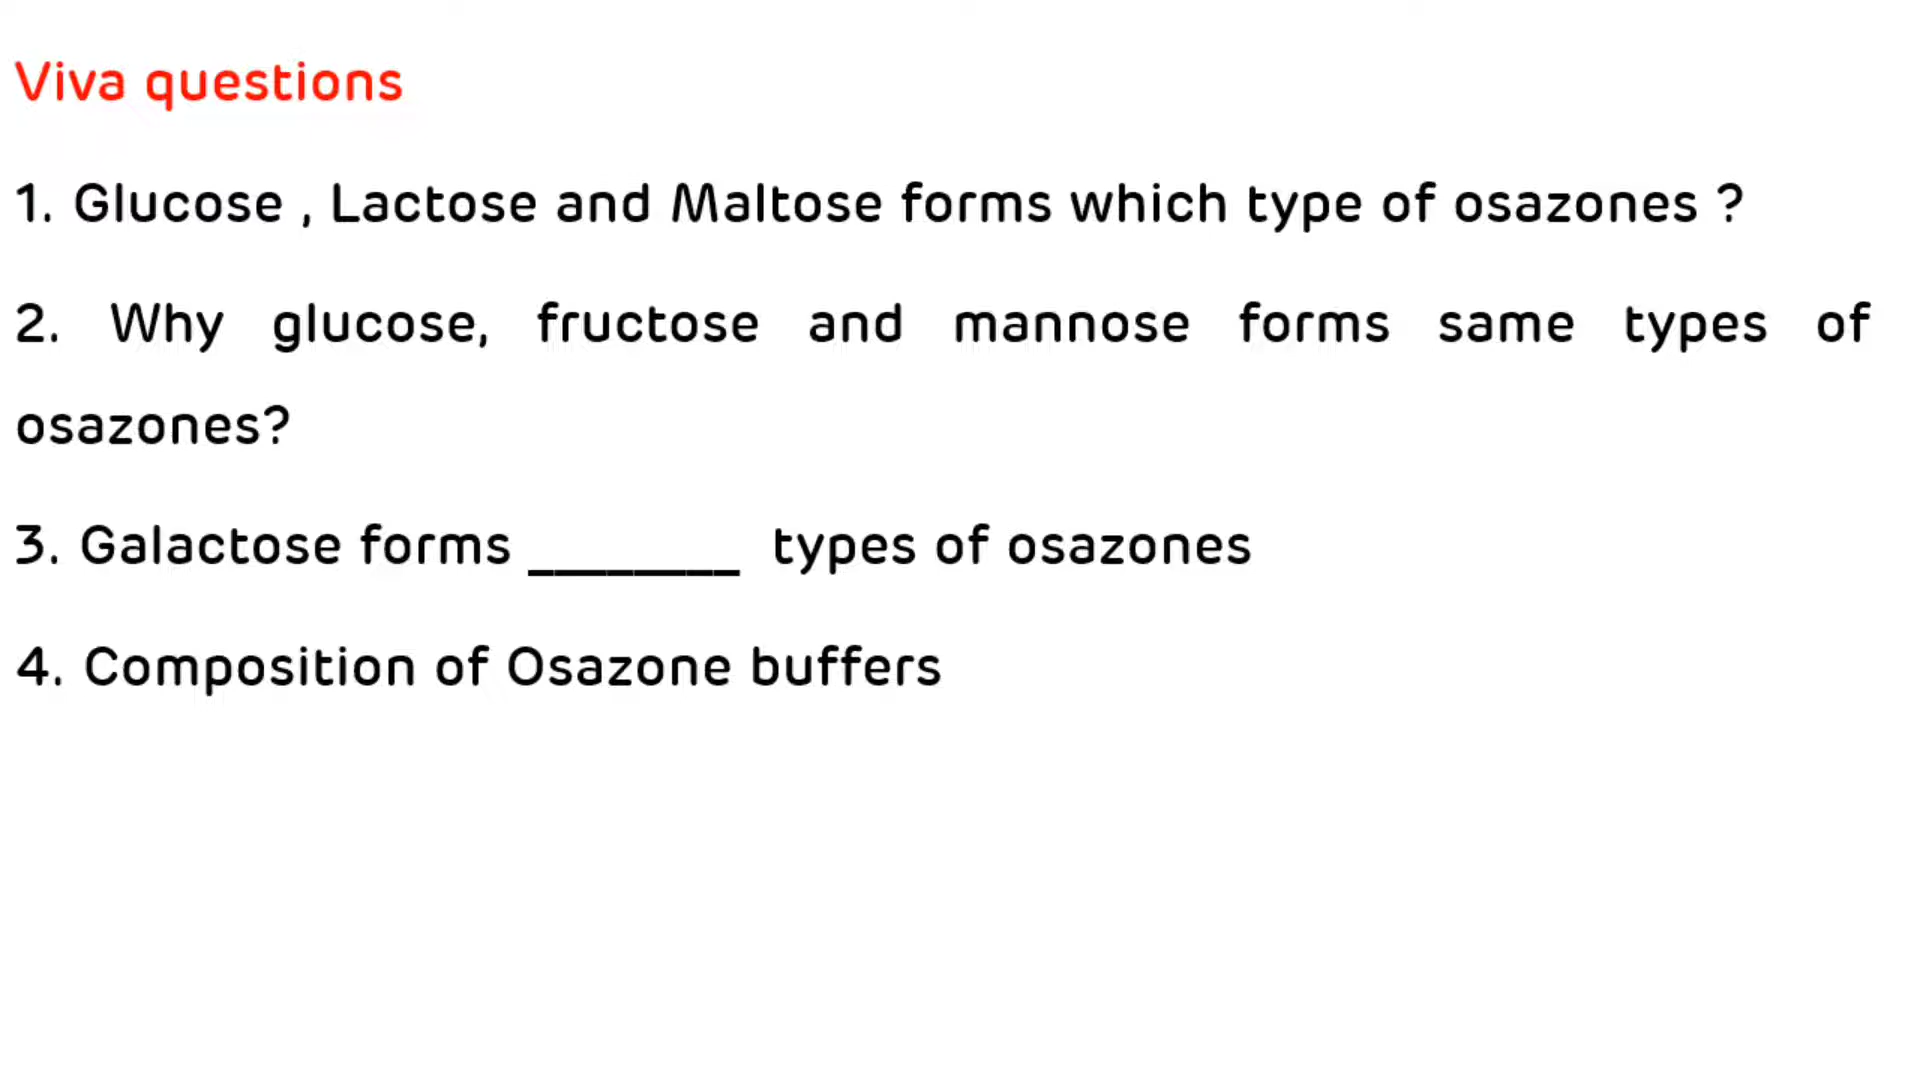 Viva questions
1. Glucose , Lactose and Maltose forms which type of osazones ?
2. Why glucose, fructose and mannose forms same types of
osazones?
3. Galactose forms ________ types of osazones
4. Composition of Osazone buffers